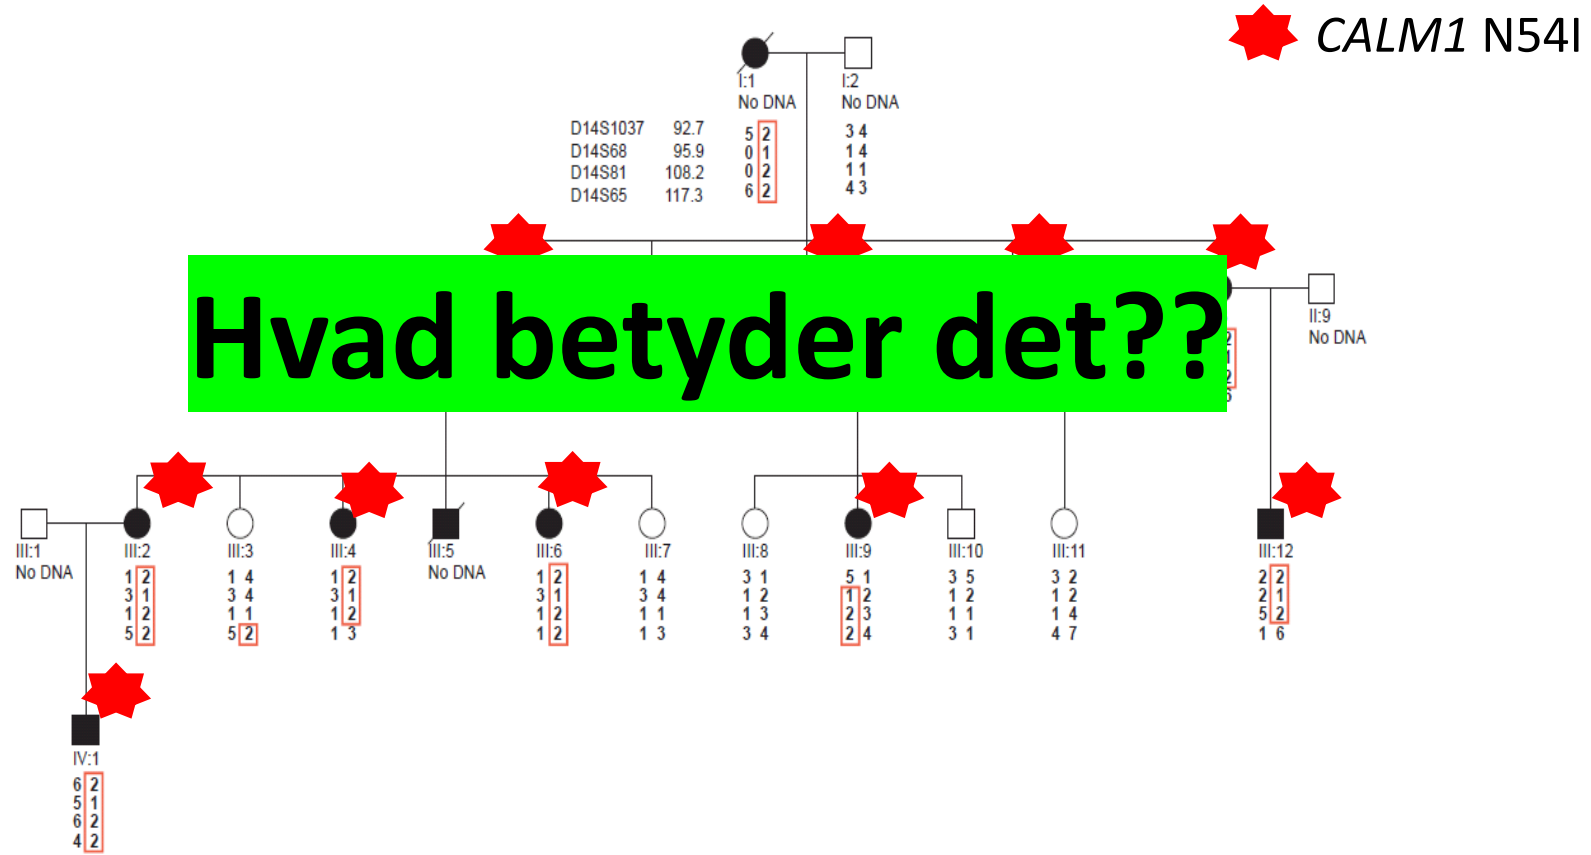 CALM1 N54I
I:1 I:2
No DNA No DNA
D14S1037 92.7 5 2 3 4
D14S68 95.9 0 1 1 4
D14S81 108.2 0 2 1 1
D14S65 117.3 6 2 4 3
Hvad betyder det??
II:9
No DNA
III:1 III:2 III:3 III:4 III:5 III:6 III:7 III:8 III:9 III:10 III:11 III:12
No DNA No DNA
1 2 1 4 1 2 1 2 1 4 3 1 5 1 3 5 3 2 2 2
3 1 3 4 3 1 3 1 3 4 1 2 1 2 1 2 1 2 2 1
1 2 1 1 1 2 1 2 1 1 1 3 2 3 1 1 1 4 5 2
5 2 5 2 1 3 1 2 1 3 3 4 2 4 3 1 4 7 1 6
IV:1
6 2
5 1
6 2
4 2